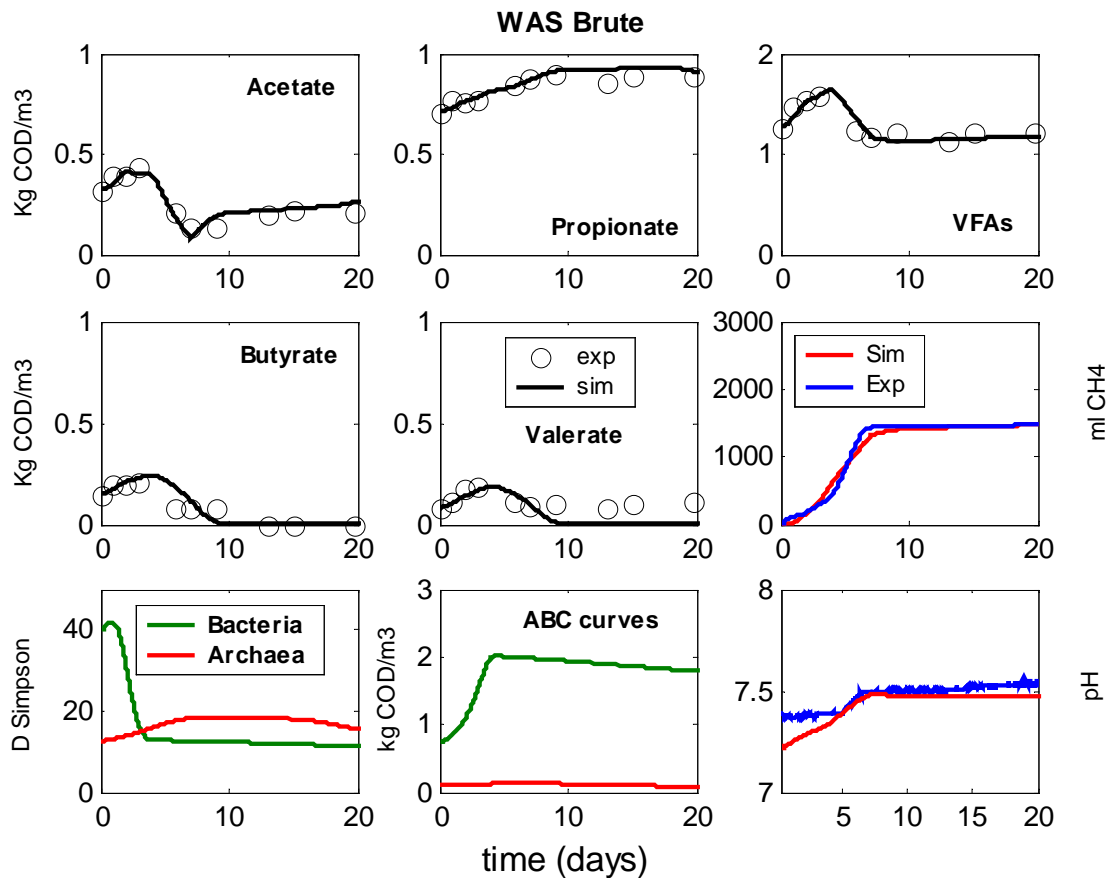 WAS Brute
Kg COD/m3
1
0.5
0
Acetate
0
10
20
1
0.5
0
Propionate
0
10
20
2
1
0
VFAs
0
10
20
Kg COD/m3
1
0.5
0
Butyrate
0
10
20
1
0.5
0
exp
sim
Valerate
0
10
20
3000
2000
1000
0
Sim
Exp
ml CH4
0
10
20
D Simpson
40
20
0
Bacteria
Archaea
0
10
20
kg COD/m3
3
2
1
0
ABC curves
0
10
20
8
7.5
7
pH
5
10
15
20
time (days)